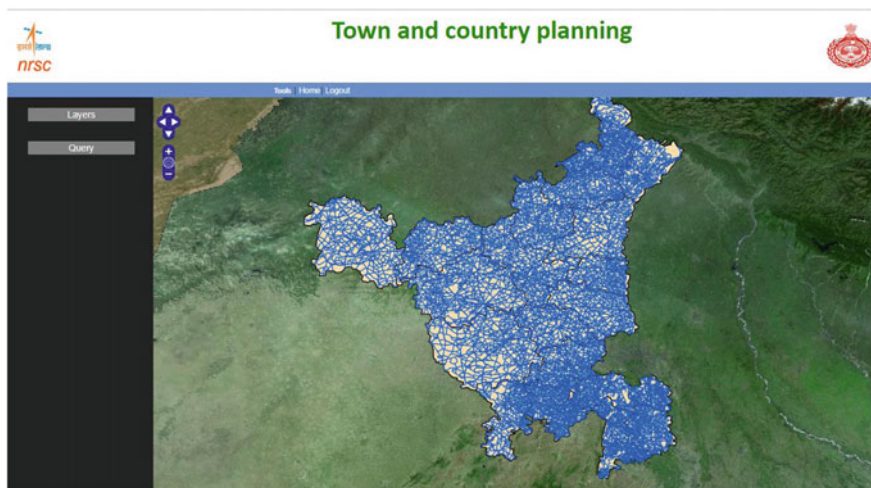 Town and country planning
nrsc
Tools | Home | Logout
Layers
Query